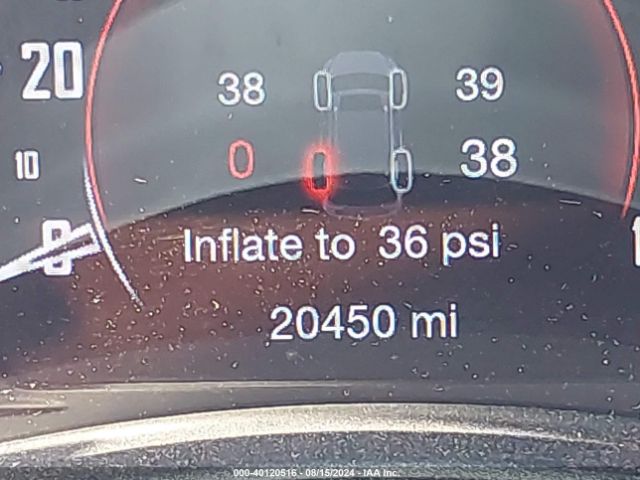 20
38 39
10 0 38
0
Inflate to 36 psi
20450 mi
000-40120516 - 08/15/2024 - IAA Inc.